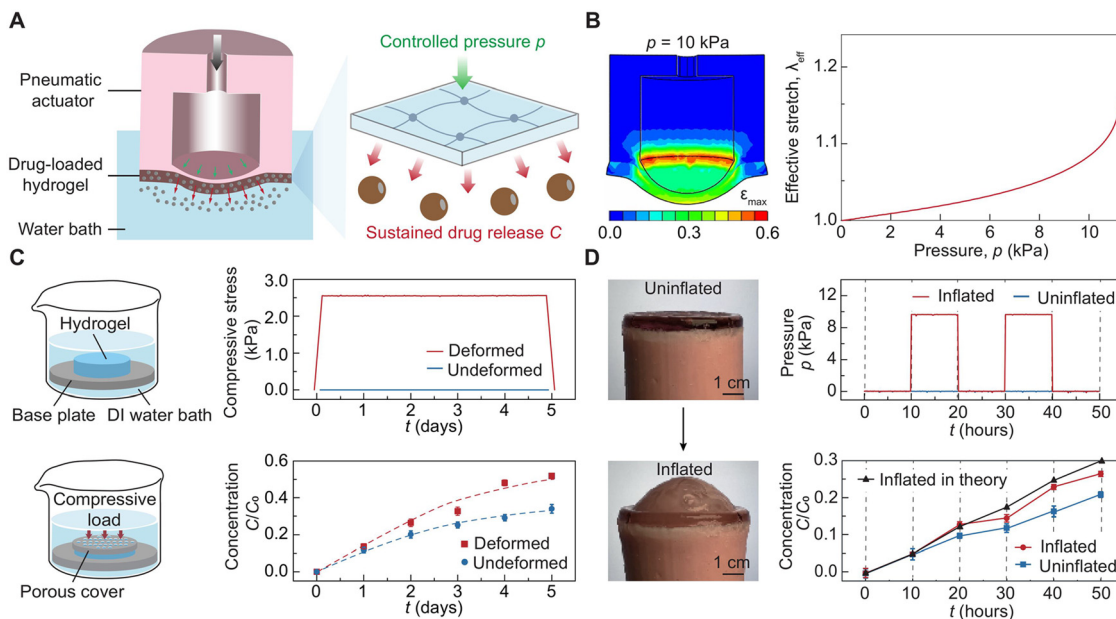 A
Pneumatic
actuator
Drug-loaded
hydrogel
Water bath
Controlled pressure p
Sustained drug release C
B
p = 10 kPa
εmax
0.0 0.3 0.6
Effective stretch, λeff
1.2
1.1
1.0
0 2 4 6 8 10
Pressure, p (kPa)
C
Hydrogel
Base plate DI water bath
Compressive
load
Porous cover
Compressive stress
(kPa)
3.0
2.0
1.0
0.0
Deformed
Undeformed
0 1 2 3 4 5
t (days)
Concentration
C/C₀
0.6
0.4
0.2
0.0
Deformed
Undeformed
0 1 2 3 4 5
t (days)
D
Uninflated
1 cm
Inflated
1 cm
Pressure
p (kPa)
12
8
4
0
Inflated Uninflated
0 10 20 30 40 50
t (hours)
Concentration
C/C₀
0.3
0.2
0.1
0.0
Inflated in theory
Inflated
Uninflated
0 10 20 30 40 50
t (hours)